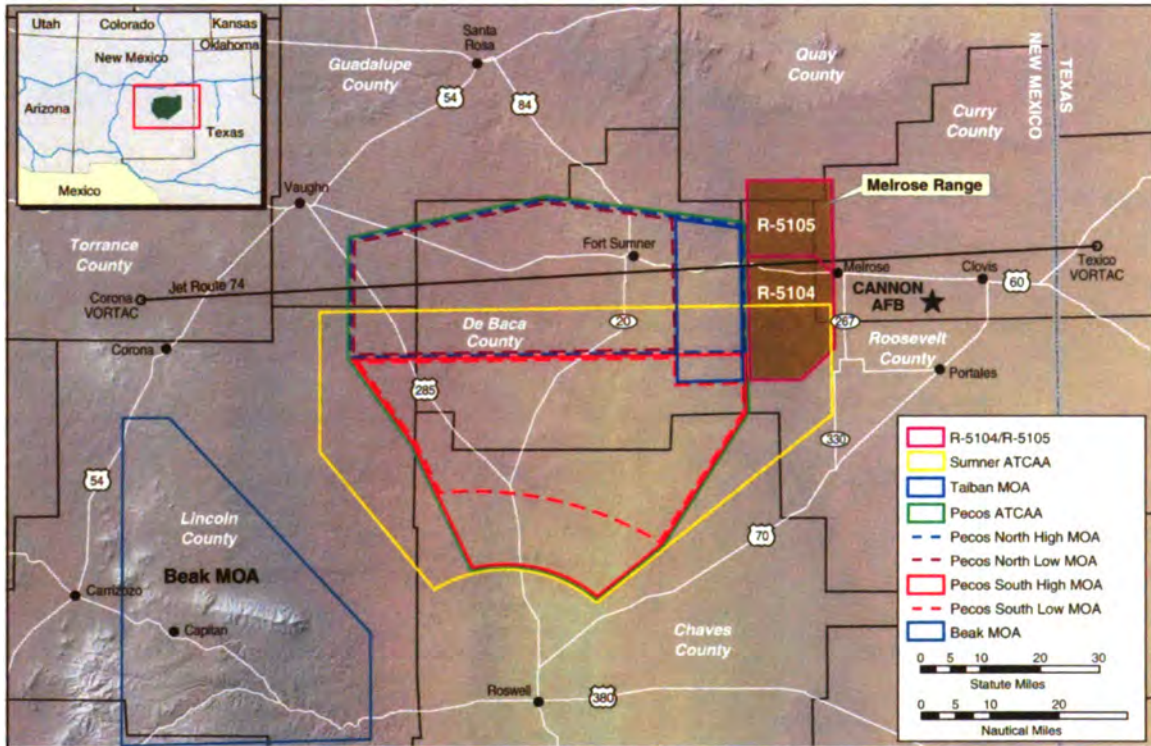 Utah
Colorado
Kansas
Oklahoma
New Mexico
Arizona
Texas
Mexico
Santa
Rosa
Guadalupe
County
54
84
Quay
County
NEW MEXICO
TEXAS
Curry
County
Melrose Range
Vaughn
Torrance
County
R-5105
Fort Sumner
Melrose
Clovis
Texico
VORTAC
Corona
VORTAC
Jet Route 74
R-5104
CANNON
AFB
60
De Baca
County
20
267
Roosevelt
County
Corona
Portales
285
330
54
70
Lincoln
County
Beak MOA
Carrizozo
Capitan
Chaves
County
Roswell
380
R-5104/R-5105
Sumner ATCAA
Taiban MOA
Pecos ATCAA
Pecos North High MOA
Pecos North Low MOA
Pecos South High MOA
Pecos South Low MOA
Beak MOA
0 10 20 30
Statute Miles
0 10 20
Nautical Miles